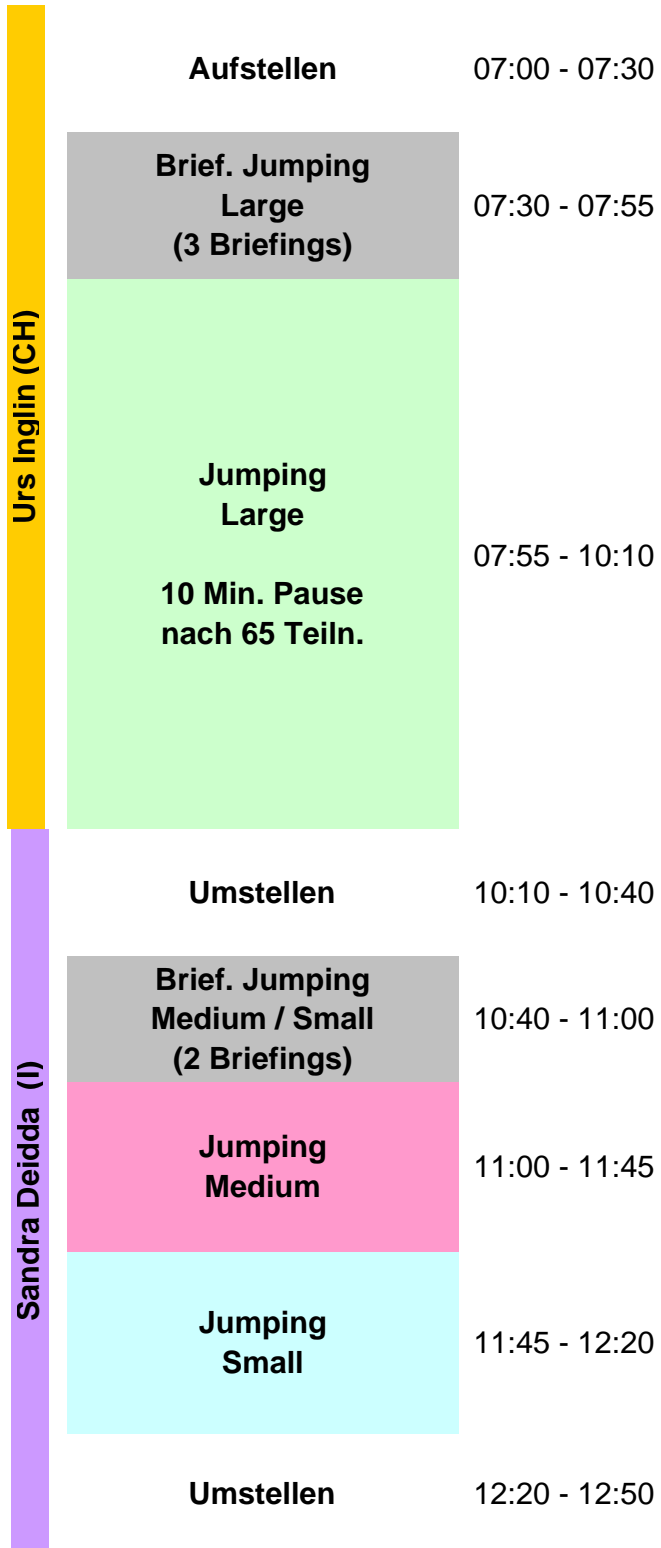 Urs Inglin (CH)
Aufstellen 07:00 - 07:30
Brief. Jumping
Large
(3 Briefings)
07:30 - 07:55
Jumping
Large
10 Min. Pause
nach 65 Teiln.
07:55 - 10:10
Sandra Deidda (I)
Umstellen 10:10 - 10:40
Brief. Jumping
Medium / Small
(2 Briefings)
10:40 - 11:00
Jumping
Medium
11:00 - 11:45
Jumping
Small
11:45 - 12:20
Umstellen 12:20 - 12:50